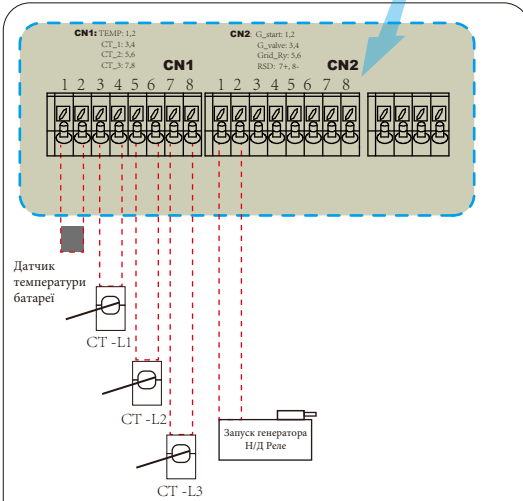 CN1: TEMP: 1,2
CT_1: 3,4
CT_2: 5,6
CT_3: 7,8
CN1
CN2 G_start: 1,2
G_valve: 3,4
Grid_Ry: 5,6
RSD: 7+, 8-
CN2
1 2 3 4 5 6 7 8
1 2 3 4 5 6 7 8
Датчик
температури
батареї
CT -L1
CT -L2
CT -L3
Запуск генератора
Н/Д Реле